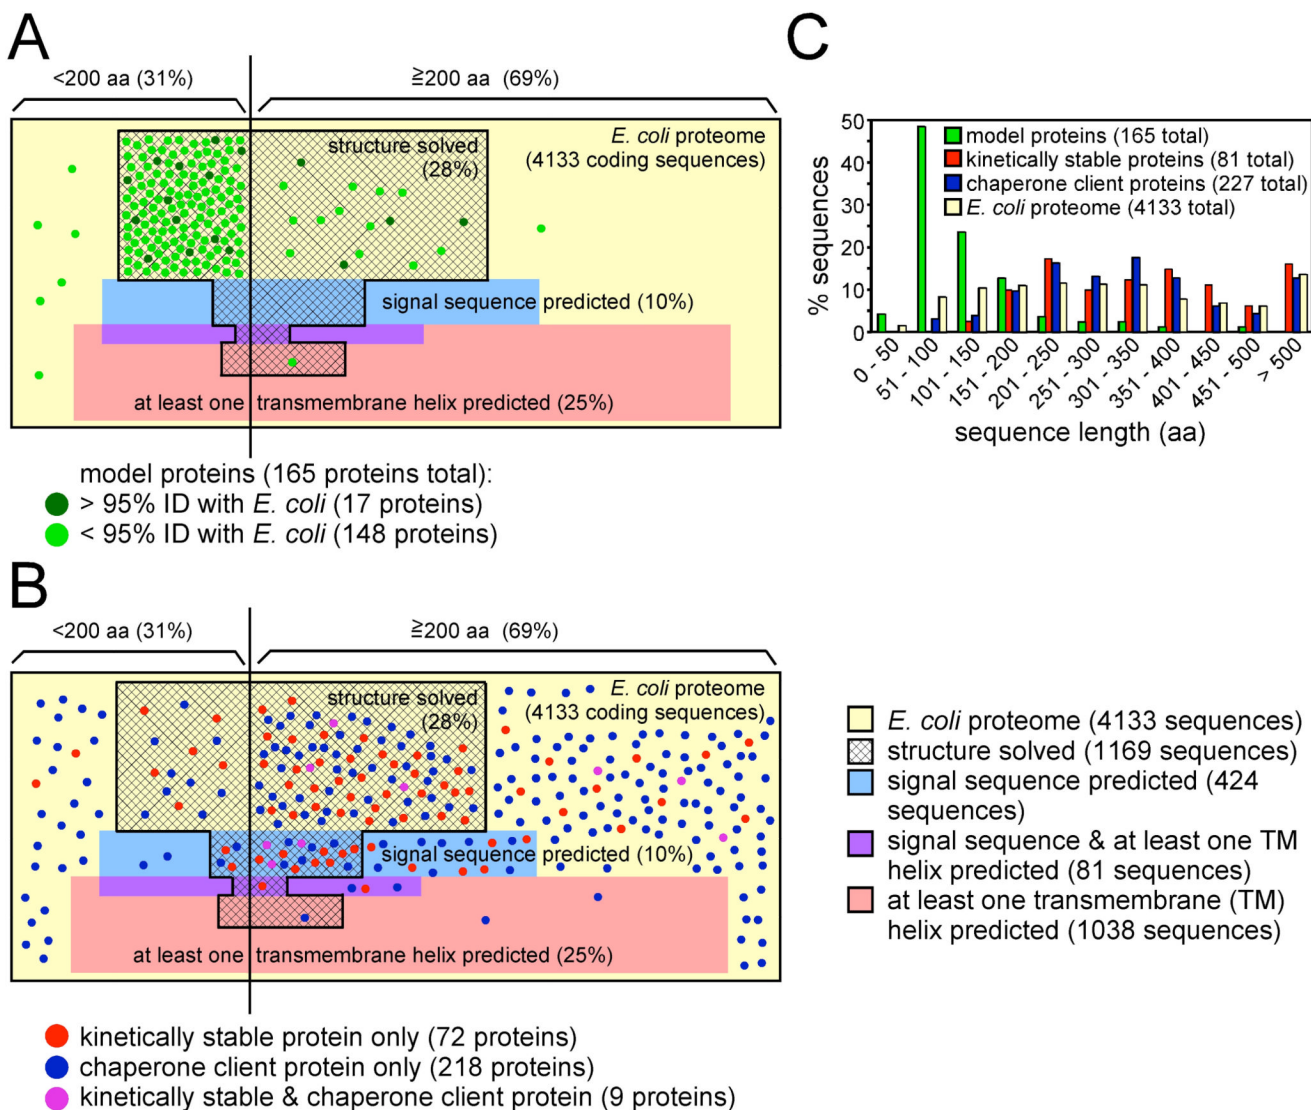 A
<200 aa (31%)
≧200 aa (69%)
structure solved
(28%)
E. coli proteome
(4133 coding sequences)
signal sequence predicted (10%)
at least one transmembrane helix predicted (25%)
model proteins (165 proteins total):
> 95% ID with E. coli (17 proteins)
< 95% ID with E. coli (148 proteins)
B
<200 aa (31%)
≧200 aa (69%)
structure solved
(28%)
E. coli proteome
(4133 coding sequences)
signal sequence predicted (10%)
at least one transmembrane helix predicted (25%)
kinetically stable protein only (72 proteins)
chaperone client protein only (218 proteins)
kinetically stable & chaperone client protein (9 proteins)
C
% sequences
50
40
30
20
10
0
model proteins (165 total)
kinetically stable proteins (81 total)
chaperone client proteins (227 total)
E. coli proteome (4133 total)
0 - 50
51 - 100
101 - 150
151 - 200
201 - 250
251 - 300
301 - 350
351 - 400
401 - 450
451 - 500
> 500
sequence length (aa)
E. coli proteome (4133 sequences)
structure solved (1169 sequences)
signal sequence predicted (424
sequences)
signal sequence & at least one TM
helix predicted (81 sequences)
at least one transmembrane (TM)
helix predicted (1038 sequences)